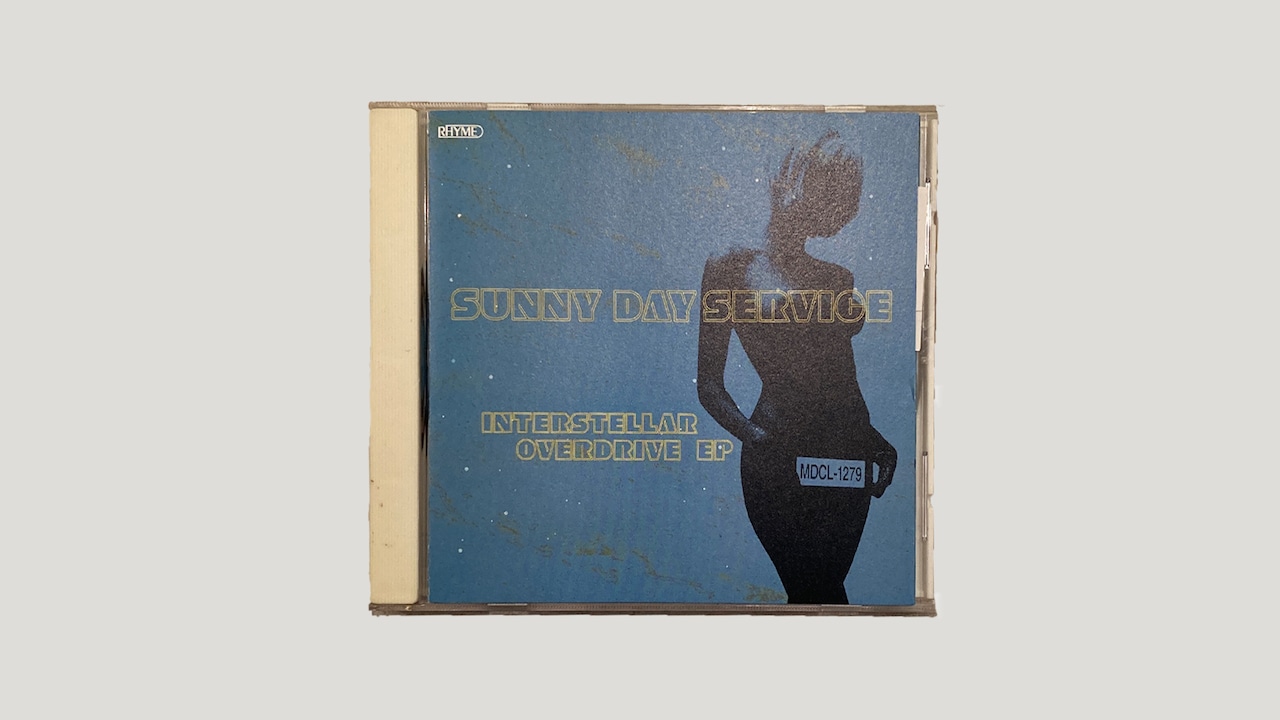 RHYME
SUNNY DAY SERVICE
INTERSTELLAR
OVERDRIVE EP
MDCL-1279